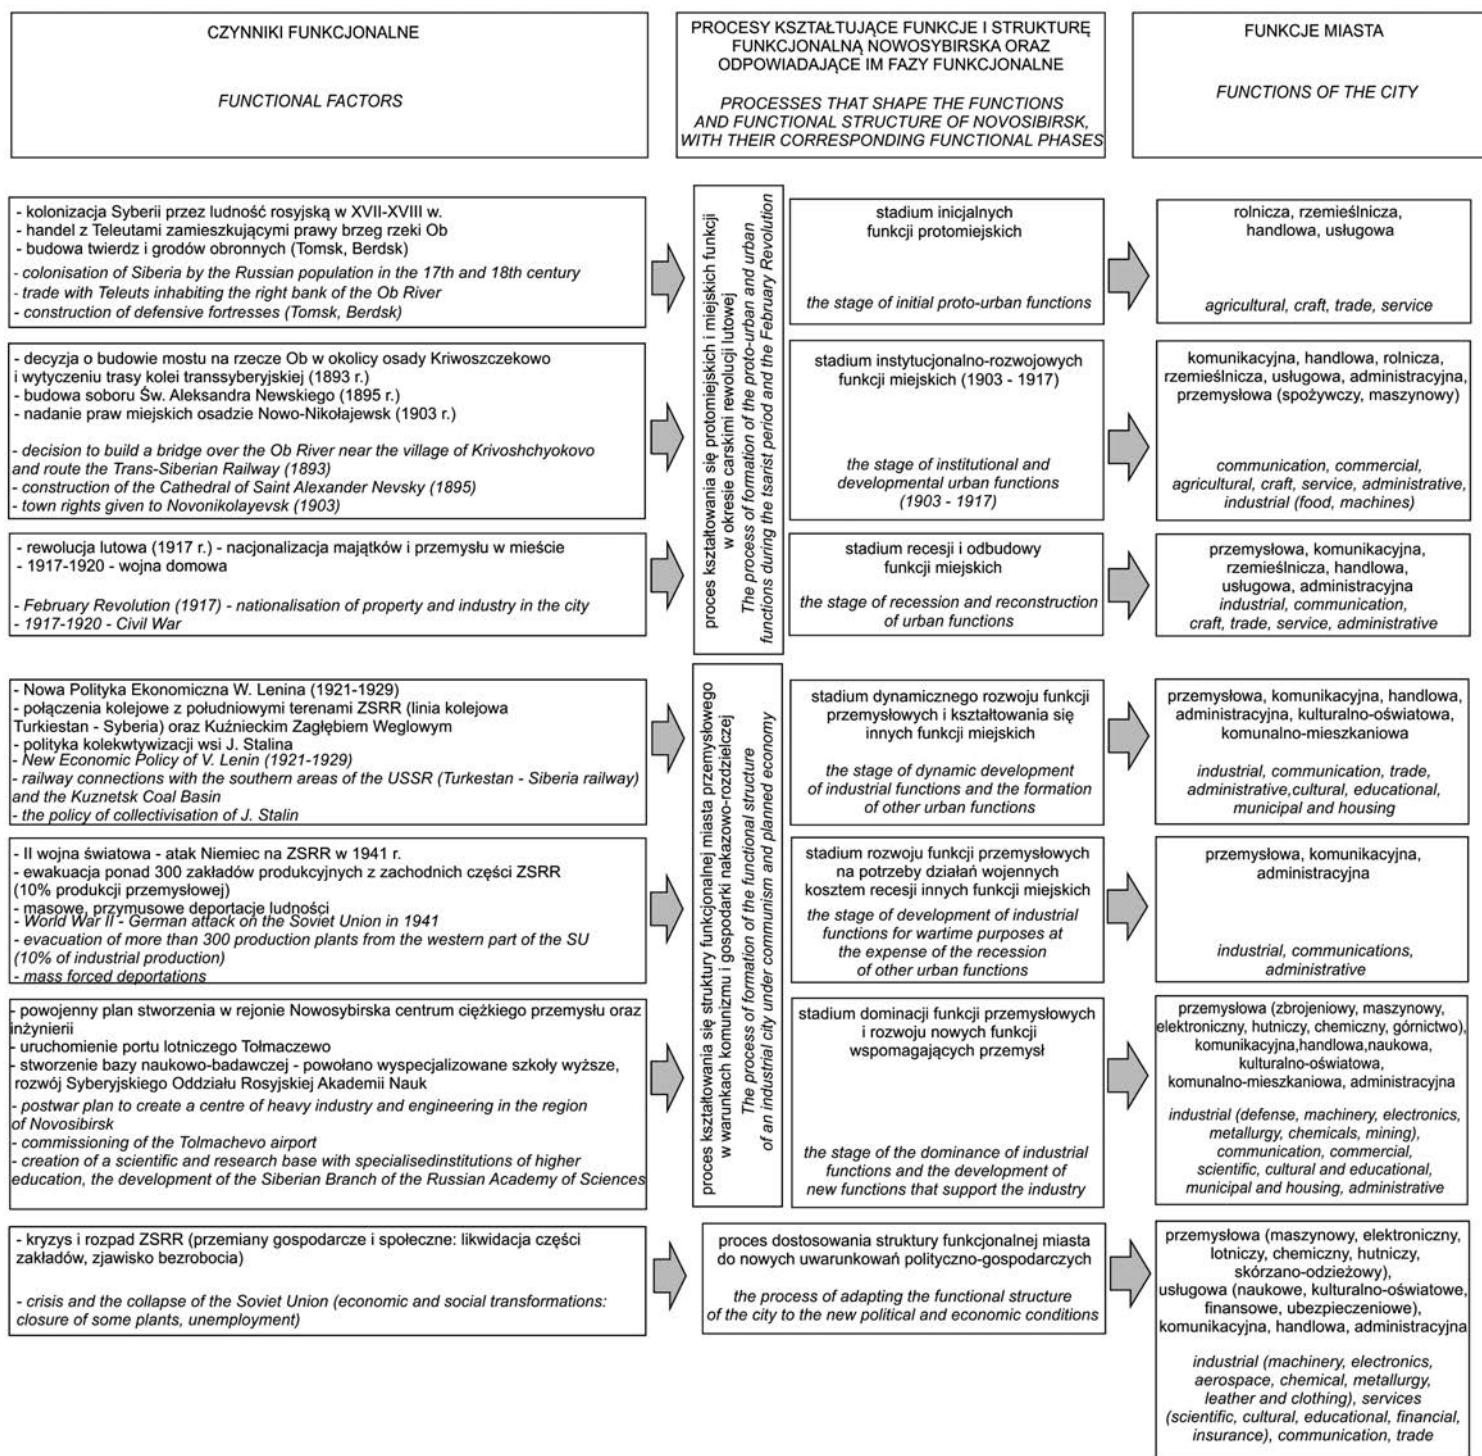 CZYNNIKI FUNKCJONALNE
FUNCTIONAL FACTORS
PROCESY KSZTAŁTUJĄCE FUNKCJE I STRUKTURĘ
FUNKCJONALNĄ NOWOSYBIRSKA ORAZ
ODPOWIADAJĄCE IM FAZY FUNKCJONALNE
PROCESSES THAT SHAPE THE FUNCTIONS
AND FUNCTIONAL STRUCTURE OF NOVOSIBIRSK,
WITH THEIR CORRESPONDING FUNCTIONAL PHASES
FUNKCJE MIASTA
FUNCTIONS OF THE CITY
- kolonizacja Syberii przez ludność rosyjską w XVII-XVIII w.
- handel z Teleutami zamieszkującymi prawy brzeg rzeki Ob
- budowa twierdz i grodów obronnych (Tomsk, Berdsk)
- colonisation of Siberia by the Russian population in the 17th and 18th century
- trade with Teleuts inhabiting the right bank of the Ob River
- construction of defensive fortresses (Tomsk, Berdsk)
proces kształtowania się protomiejskich i miejskich funkcji
w okresie carskimi rewolucji lutowej
The process of formation of the proto-urban and urban
functions during the tsarist period and the February Revolution
stadium inicjalnych
funkcji protomiejskich
the stage of initial proto-urban functions
rolnicza, rzemieślnicza,
handlowa, usługowa
agricultural, craft, trade, service
- decyzja o budowie mostu na rzecze Ob w okolicy osady Kriwoszczekowo
i wytyczeniu trasy kolei transsyberyjskiej (1893 r.)
- budowa soboru Św. Aleksandra Newskiego (1895 r.)
- nadanie praw miejskich osadzie Nowo-Nikołajewsk (1903 r.)
- decision to build a bridge over the Ob River near the village of Krivoshchyokovo
and route the Trans-Siberian Railway (1893)
- construction of the Cathedral of Saint Alexander Nevsky (1895)
- town rights given to Novonikolayevsk (1903)
stadium instytucjonalno-rozwojowych
funkcji miejskich (1903 - 1917)
the stage of institutional and
developmental urban functions
(1903 - 1917)
komunikacyjna, handlowa, rolnicza,
rzemieślnicza, usługowa, administracyjna,
przemysłowa (spożywczy, maszynowy)
communication, commercial,
agricultural, craft, service, administrative,
industrial (food, machines)
- rewolucja lutowa (1917 r.) - nacjonalizacja majątków i przemysłu w mieście
- 1917-1920 - wojna domowa
- February Revolution (1917) - nationalisation of property and industry in the city
- 1917-1920 - Civil War
stadium recesji i odbudowy
funkcji miejskich
the stage of recession and reconstruction
of urban functions
przemysłowa, komunikacyjna,
rzemieślnicza, handlowa,
usługowa, administracyjna
industrial, communication,
craft, trade, service, administrative
- Nowa Polityka Ekonomiczna W. Lenina (1921-1929)
- połączenia kolejowe z południowymi terenami ZSRR (linia kolejowa
Turkiestan - Syberia) oraz Kuźnieckim Zagłębiem Weglowym
- polityka kolekwtywizacji wsi J. Stalina
- New Economic Policy of V. Lenin (1921-1929)
- railway connections with the southern areas of the USSR (Turkestan - Siberia railway)
and the Kuznetsk Coal Basin
- the policy of collectivisation of J. Stalin
proces kształtowania się struktury funkcjonalnej miasta przemysłowego
w warunkach komunizmu i gospodarki nakazowo-rozdzielczej
The process of formation of the functional structure
of an industrial city under communism and planned economy
stadium dynamicznego rozwoju funkcji
przemysłowych i kształtowania się
innych funkcji miejskich
the stage of dynamic development
of industrial functions and the formation
of other urban functions
przemysłowa, komunikacyjna, handlowa,
administracyjna, kulturalno-oświatowa,
komunalno-mieszkaniowa
industrial, communication, trade,
administrative,cultural, educational,
municipal and housing
- II wojna światowa - atak Niemiec na ZSRR w 1941 r.
- ewakuacja ponad 300 zakładów produkcyjnych z zachodnich części ZSRR
(10% produkcji przemysłowej)
- masowe, przymusowe deportacje ludności
- World War II - German attack on the Soviet Union in 1941
- evacuation of more than 300 production plants from the western part of the SU
(10% of industrial production)
- mass forced deportations
stadium rozwoju funkcji przemysłowych
na potrzeby działań wojennych
kosztem recesji innych funkcji miejskich
the stage of development of industrial
functions for wartime purposes at
the expense of the recession
of other urban functions
przemysłowa, komunikacyjna,
administracyjna
industrial, communications,
administrative
- powojenny plan stworzenia w rejonie Nowosybirska centrum ciężkiego przemysłu oraz
inżynierii
- uruchomienie portu lotniczego Tołmaczewo
- stworzenie bazy naukowo-badawczej - powołano wyspecjalizowane szkoły wyższe,
rozwój Syberyjskiego Oddziału Rosyjskiej Akademii Nauk
- postwar plan to create a centre of heavy industry and engineering in the region
of Novosibirsk
- commissioning of the Tolmachevo airport
- creation of a scientific and research base with specialisedinstitutions of higher
education, the development of the Siberian Branch of the Russian Academy of Sciences
stadium dominacji funkcji przemysłowych
i rozwoju nowych funkcji
wspomagających przemysł
the stage of the dominance of industrial
functions and the development of
new functions that support the industry
przemysłowa (zbrojeniowy, maszynowy,
elektroniczny, hutniczy, chemiczny, górnictwo),
komunikacyjna,handlowa,naukowa,
kulturalno-oświatowa,
komunalno-mieszkaniowa, administracyjna
industrial (defense, machinery, electronics,
metallurgy, chemicals, mining),
communication, commercial,
scientific, cultural and educational,
municipal and housing, administrative
- kryzys i rozpad ZSRR (przemiany gospodarcze i społeczne: likwidacja części
zakładów, zjawisko bezrobocia)
- crisis and the collapse of the Soviet Union (economic and social transformations:
closure of some plants, unemployment)
proces dostosowania struktury funkcjonalnej miasta
do nowych uwarunkowań polityczno-gospodarczych
the process of adapting the functional structure
of the city to the new political and economic conditions
przemysłowa (maszynowy, elektroniczny,
lotniczy, chemiczny, hutniczy,
skórzano-odzieżowy),
usługowa (naukowe, kulturalno-oświatowe,
finansowe, ubezpieczeniowe),
komunikacyjna, handlowa, administracyjna
industrial (machinery, electronics,
aerospace, chemical, metallurgy,
leather and clothing), services
(scientific, cultural, educational, financial,
insurance), communication, trade